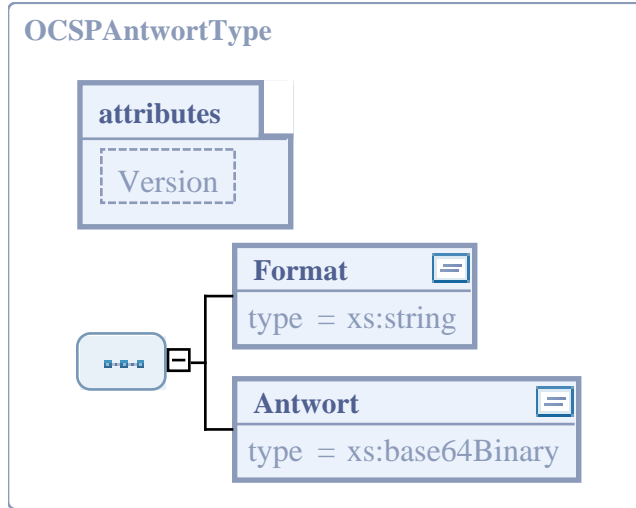 OCSPAntwortType
attributes
Version
Format
type = xs:string
Antwort
type = xs:base64Binary